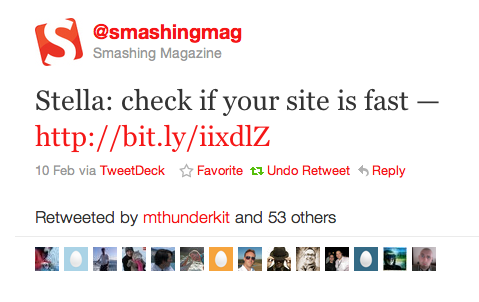 @smashingmag
Smashing Magazine
Stella: check if your site is fast —
http://bit.ly/iixdlZ
10 Feb via TweetDeck Favorite Undo Retweet Reply
Retweeted by mthunderkit and 53 others